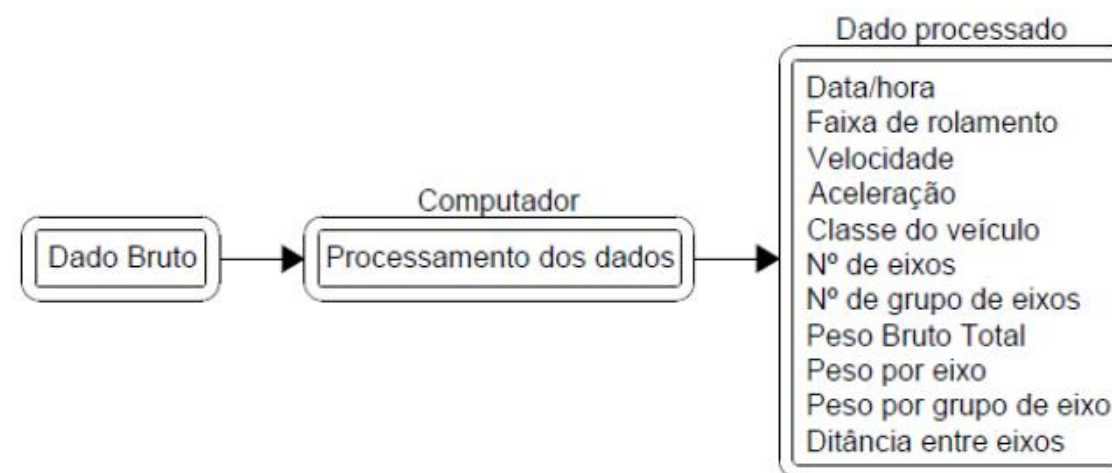 Dado Bruto
Computador
Processamento dos dados
Dado processado
Data/hora
Faixa de rolamento
Velocidade
Aceleração
Classe do veículo
Nº de eixos
Nº de grupo de eixos
Peso Bruto Total
Peso por eixo
Peso por grupo de eixo
Ditância entre eixos